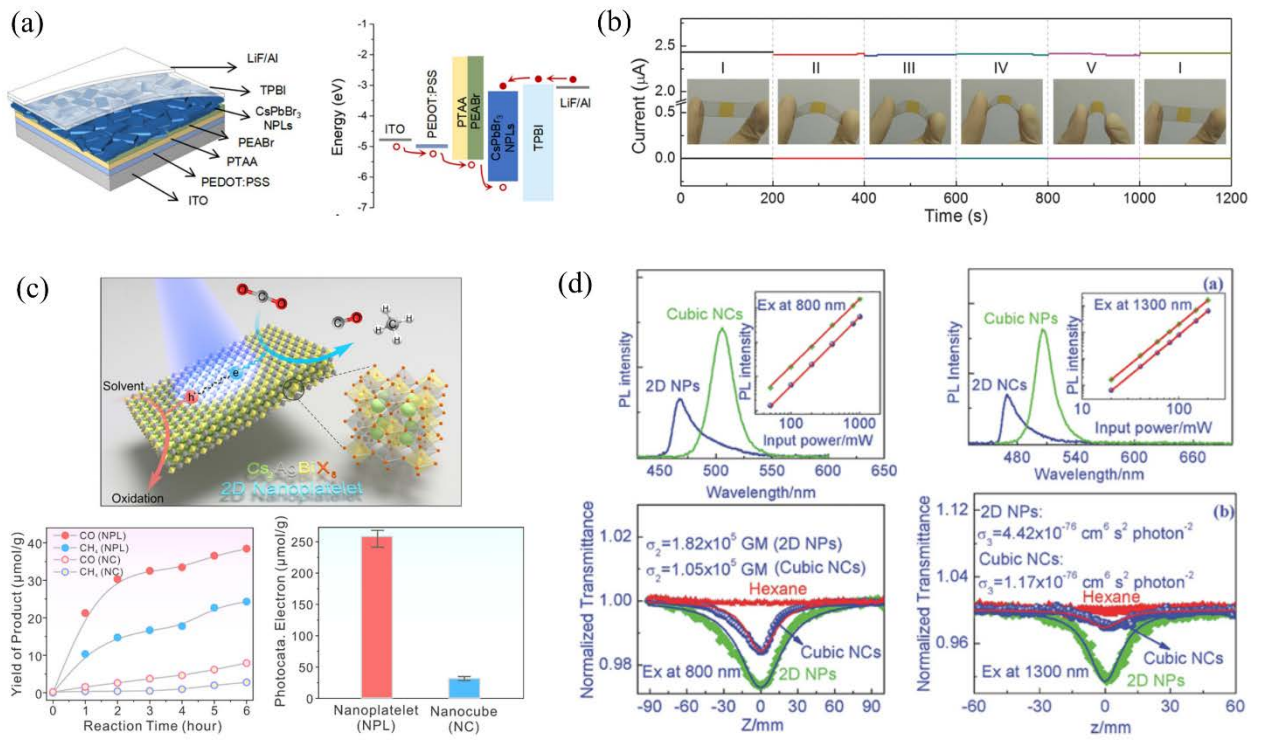 (a)
LiF/Al
TPBI
CsPbBr3
NPLs
PEABr
PTAA
PEDOT:PSS
ITO
Energy (eV)
-1
-2
-3
-4
-5
-6
-7
ITO
PEDOT:PSS
PTAA
PEABr
CsPbBr3
NPLs
TPBI
LiF/Al
(b)
Current (μA)
2.5
2.0
0.5
0.0
I
II
III
IV
V
I
0 200 400 600 800 1000 1200
Time (s)
(c)
O C O
C O
H
H C H
H
Solvent
h
e
Oxidation
Cs2AgBiX6
2D Nanoplatelet
Yield of Product (μmol/g)
40
30
20
10
0
CO (NPL)
CH4 (NPL)
CO (NC)
CH4 (NC)
0 1 2 3 4 5 6
Reaction Time (hour)
Photocata. Electron (μmol/g)
300
250
200
150
100
50
0
Nanoplatelet
(NPL)
Nanocube
(NC)
(d)
PL intensity
Cubic NCs
2D NPs
Ex at 800 nm
PL intensity
100 1000
Input power/mW
450 500 550 600 650
Wavelength/nm
(a)
PL Intensity
Cubic NPs
2D NCs
Ex at 1300 nm
PL intensity
10 100
Input power/mW
480 540 600 660
Wavelength/nm
Normalized Transmittance
1.02
1.00
0.98
σ2=1.82x10^5 GM (2D NPs)
σ2=1.05x10^5 GM (Cubic NCs)
Hexane
Cubic NCs
Ex at 800 nm
2D NPs
-90 -60 -30 0 30 60 90
Z/mm
(b)
Normalized Transmittance
1.12
1.08
1.04
1.00
0.96
2D NPs:
σ3=4.42x10^-76 cm^6 s^2 photon^-2
Cubic NCs:
σ3=1.17x10^-76 cm^6 s^2 photon^-2
Hexane
Cubic NCs
Ex at 1300 nm
2D NPs
-60 -30 0 30 60
z/mm